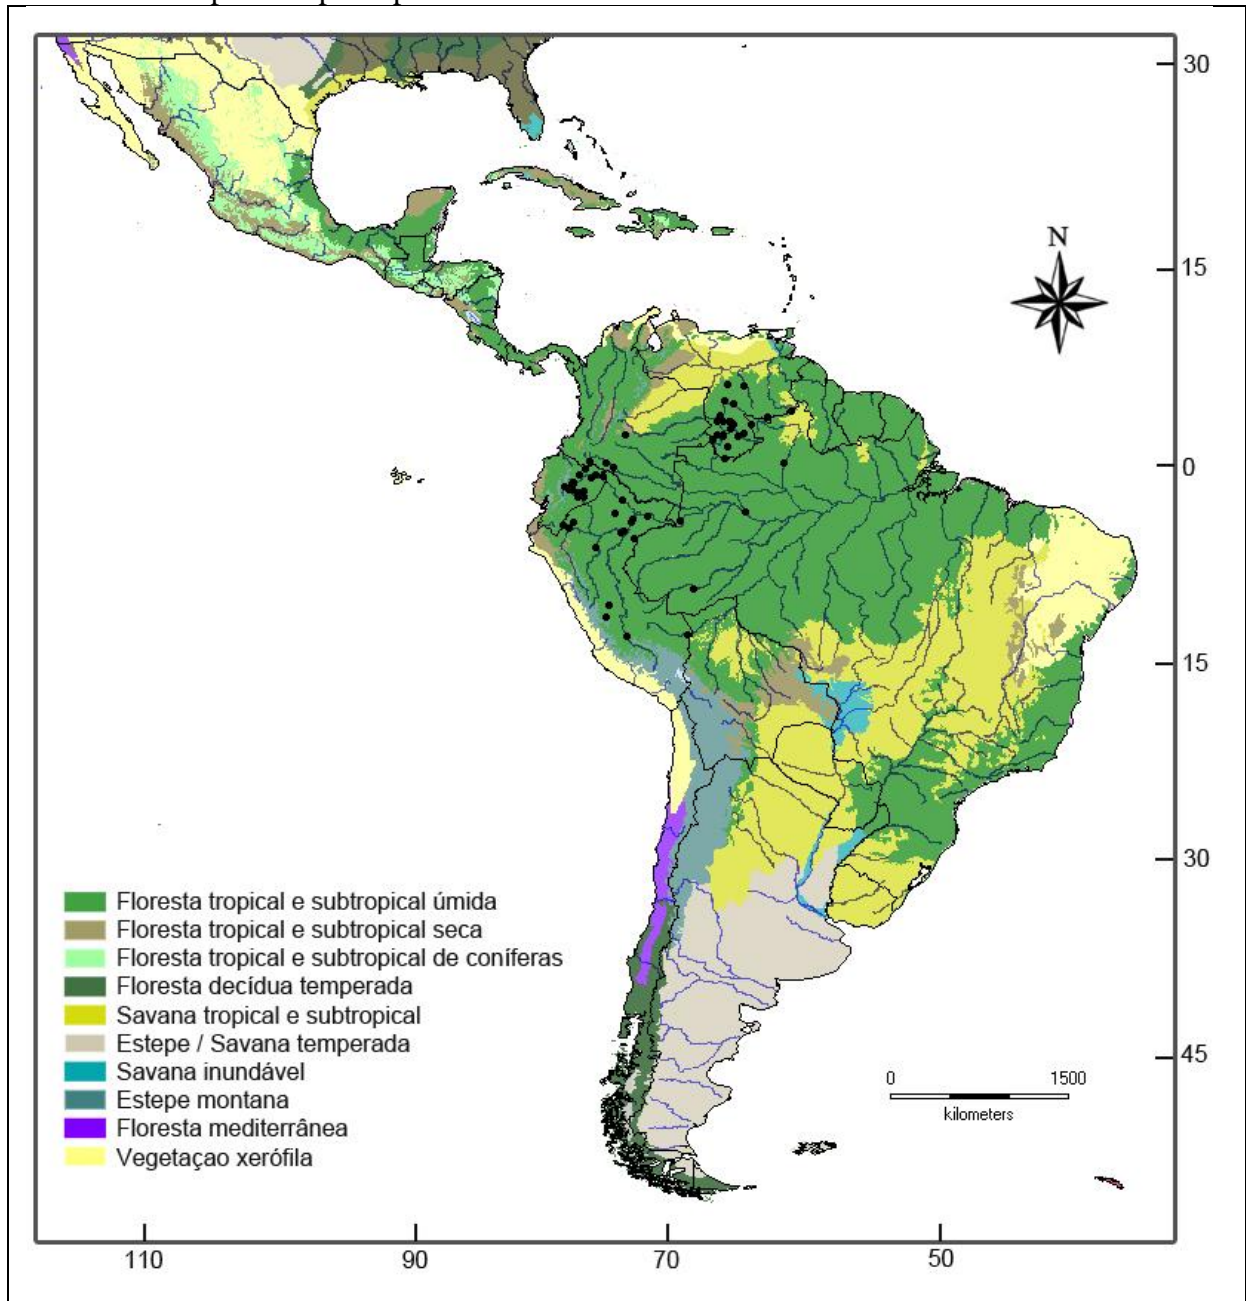 N
30
15
0
15
30
45
Floresta tropical e subtropical úmida
Floresta tropical e subtropical seca
Floresta tropical e subtropical de coníferas
Floresta decídua temperada
Savana tropical e subtropical
Estepe / Savana temperada
Savana inundável
Estepe montana
Floresta mediterrânea
Vegetaçao xerófila
0 1500
kilometers
110 90 70 50